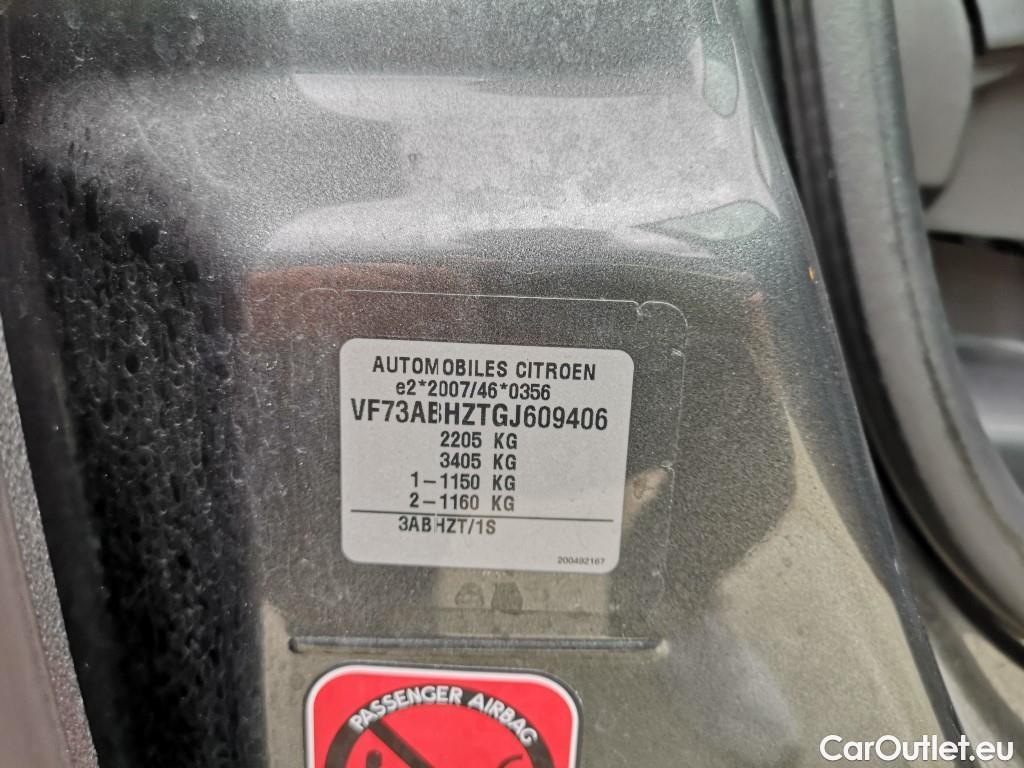 AUTOMOBILES CITROEN
e2*2007/46*0356
VF73ABHZTGJ609406
2205 KG
3405 KG
1-1150 KG
2-1160 KG
3ABHZT/1S
200492167
PASSENGER AIRBAG
CarOutlet.eu